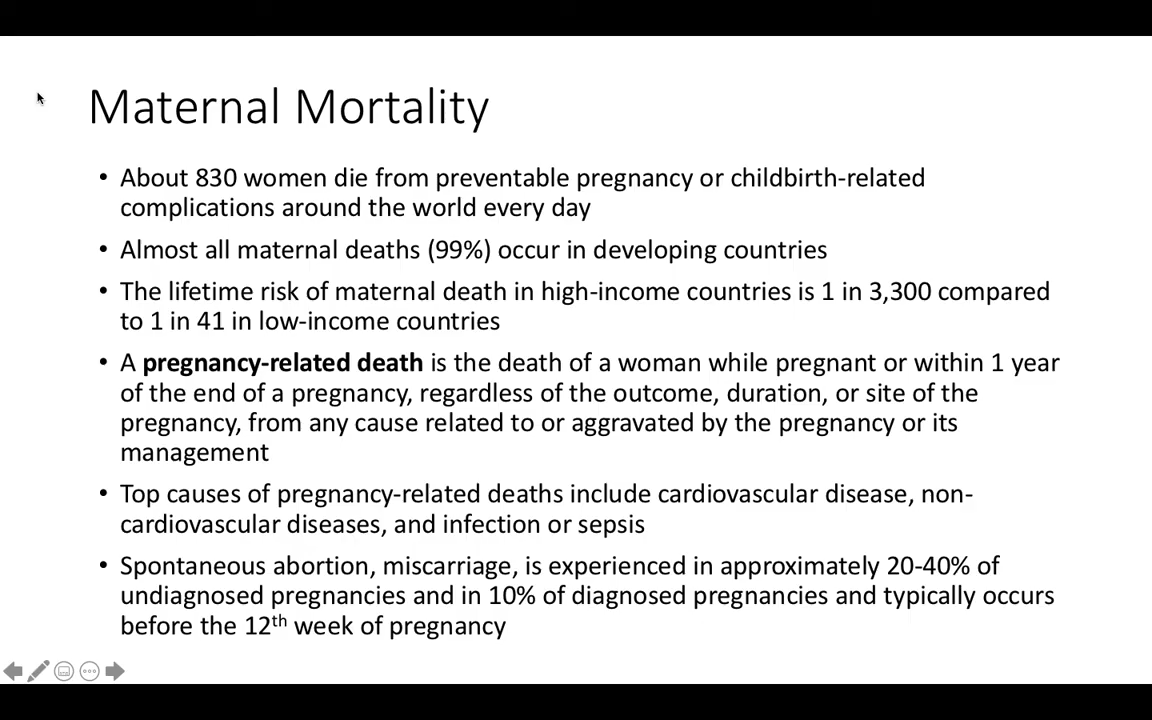 Maternal Mortality
• About 830 women die from preventable pregnancy or childbirth-related
complications around the world every day
• Almost all maternal deaths (99%) occur in developing countries
• The lifetime risk of maternal death in high-income countries is 1 in 3,300 compared
to 1 in 41 in low-income countries
• A pregnancy-related death is the death of a woman while pregnant or within 1 year
of the end of a pregnancy, regardless of the outcome, duration, or site of the
pregnancy, from any cause related to or aggravated by the pregnancy or its
management
• Top causes of pregnancy-related deaths include cardiovascular disease, non-
cardiovascular diseases, and infection or sepsis
• Spontaneous abortion, miscarriage, is experienced in approximately 20-40% of
undiagnosed pregnancies and in 10% of diagnosed pregnancies and typically occurs
before the 12th week of pregnancy